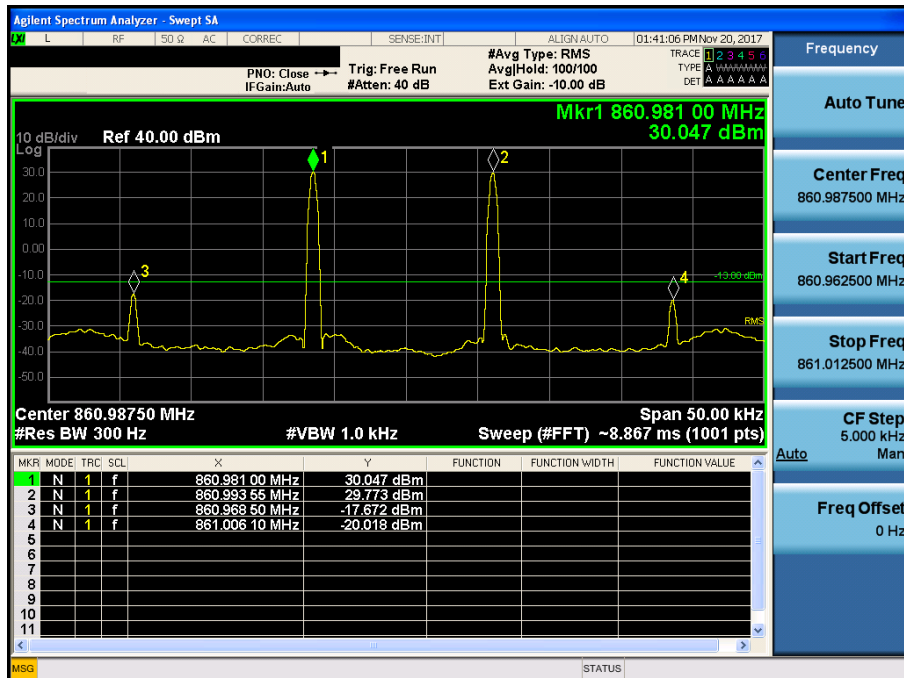 Agilent Spectrum Analyzer - Swept SA
LXI L RF 50 Ω AC CORREC SENSE:INT ALIGN AUTO 01:41:06 PM Nov 20, 2017
PNO: Close
IFGain:Auto
Trig: Free Run
#Atten: 40 dB
#Avg Type: RMS
Avg|Hold: 100/100
Ext Gain: -10.00 dB
TRACE 1 2 3 4 5 6
TYPE A WWWWW
DET A A A A A A
Mkr1 860.981 00 MHz
30.047 dBm
10 dB/div Ref 40.00 dBm
Log
30.0
20.0
10.0
0.00
-10.0
-20.0
-30.0
-40.0
-50.0
1
2
3
4
-13.00 dBm
RMS
Center 860.98750 MHz Span 50.00 kHz
#Res BW 300 Hz #VBW 1.0 kHz Sweep (#FFT) ~8.867 ms (1001 pts)
MKR MODE TRC SCL X Y FUNCTION FUNCTION WIDTH FUNCTION VALUE
1 N 1 f 860.981 00 MHz 30.047 dBm
2 N 1 f 860.993 55 MHz 29.773 dBm
3 N 1 f 860.968 50 MHz -17.672 dBm
4 N 1 f 861.006 10 MHz -20.018 dBm
5
6
7
8
9
10
11
MSG STATUS
Frequency
Auto Tune
Center Freq
860.987500 MHz
Start Freq
860.962500 MHz
Stop Freq
861.012500 MHz
CF Step
5.000 kHz
Auto Man
Freq Offset
0 Hz